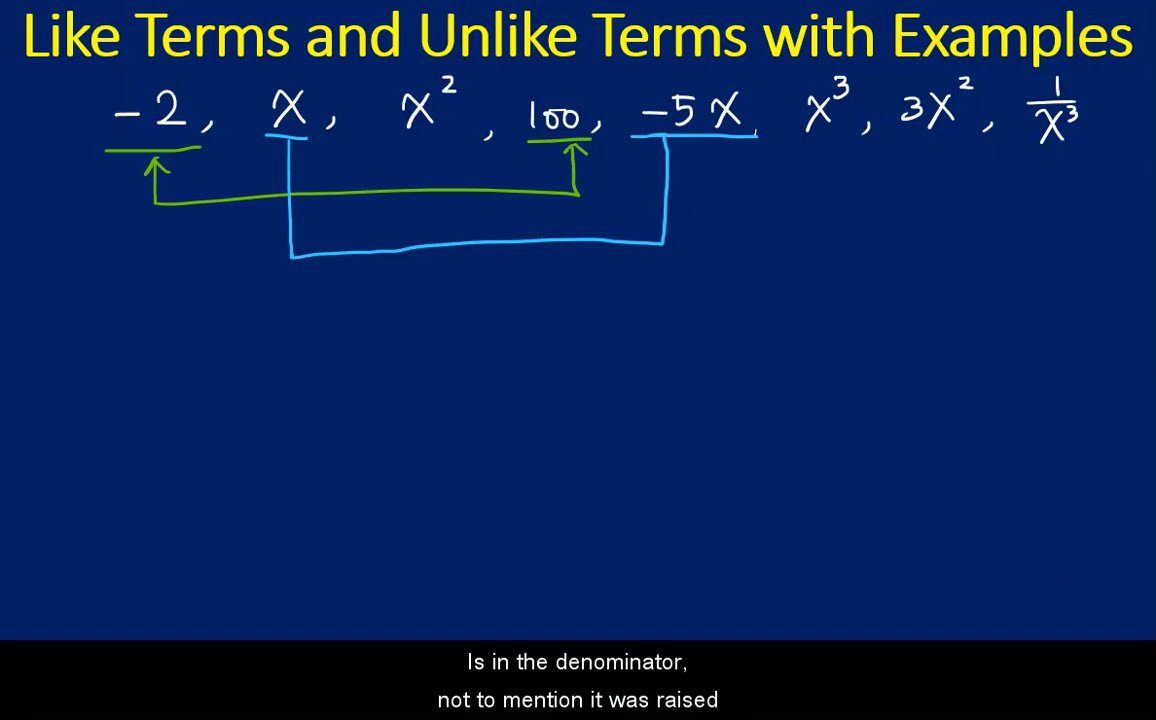 Like Terms and Unlike Terms with Examples
-2, x, x², 100, -5x, x³, 3x², 1/x³
Is in the denominator,
not to mention it was raised